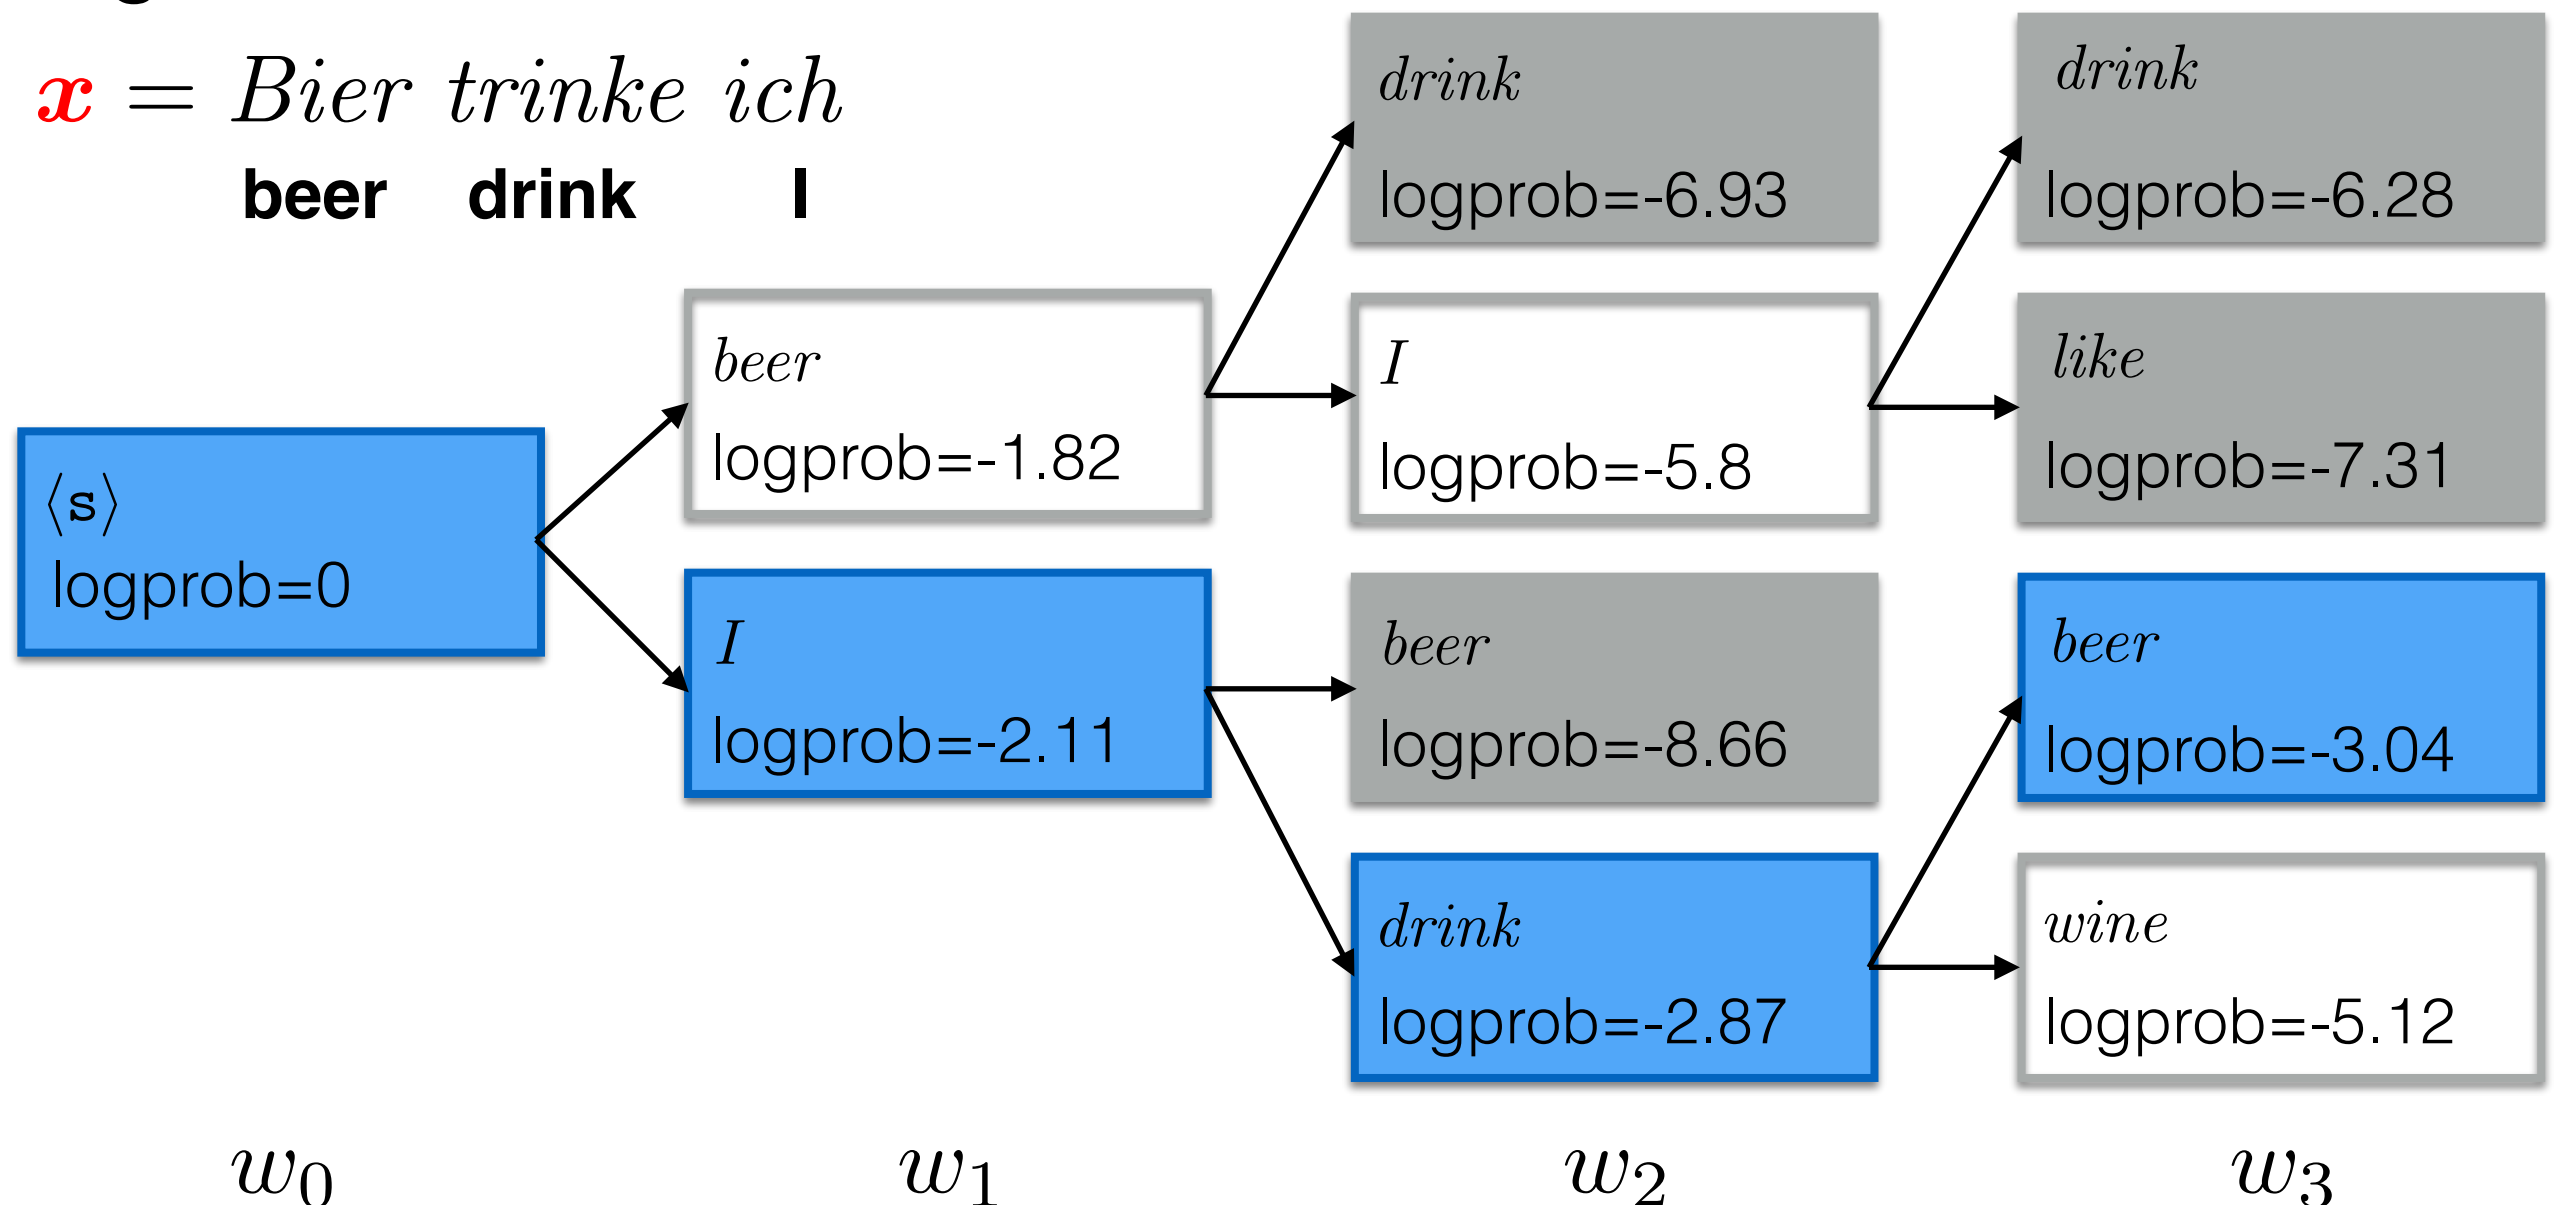 x = Bier trinke ich
beer drink I
⟨s⟩
logprob=0
beer
logprob=-1.82
I
logprob=-2.11
drink
logprob=-6.93
I
logprob=-5.8
beer
logprob=-8.66
drink
logprob=-2.87
drink
logprob=-6.28
like
logprob=-7.31
beer
logprob=-3.04
wine
logprob=-5.12
w₀ w₁ w₂ w₃